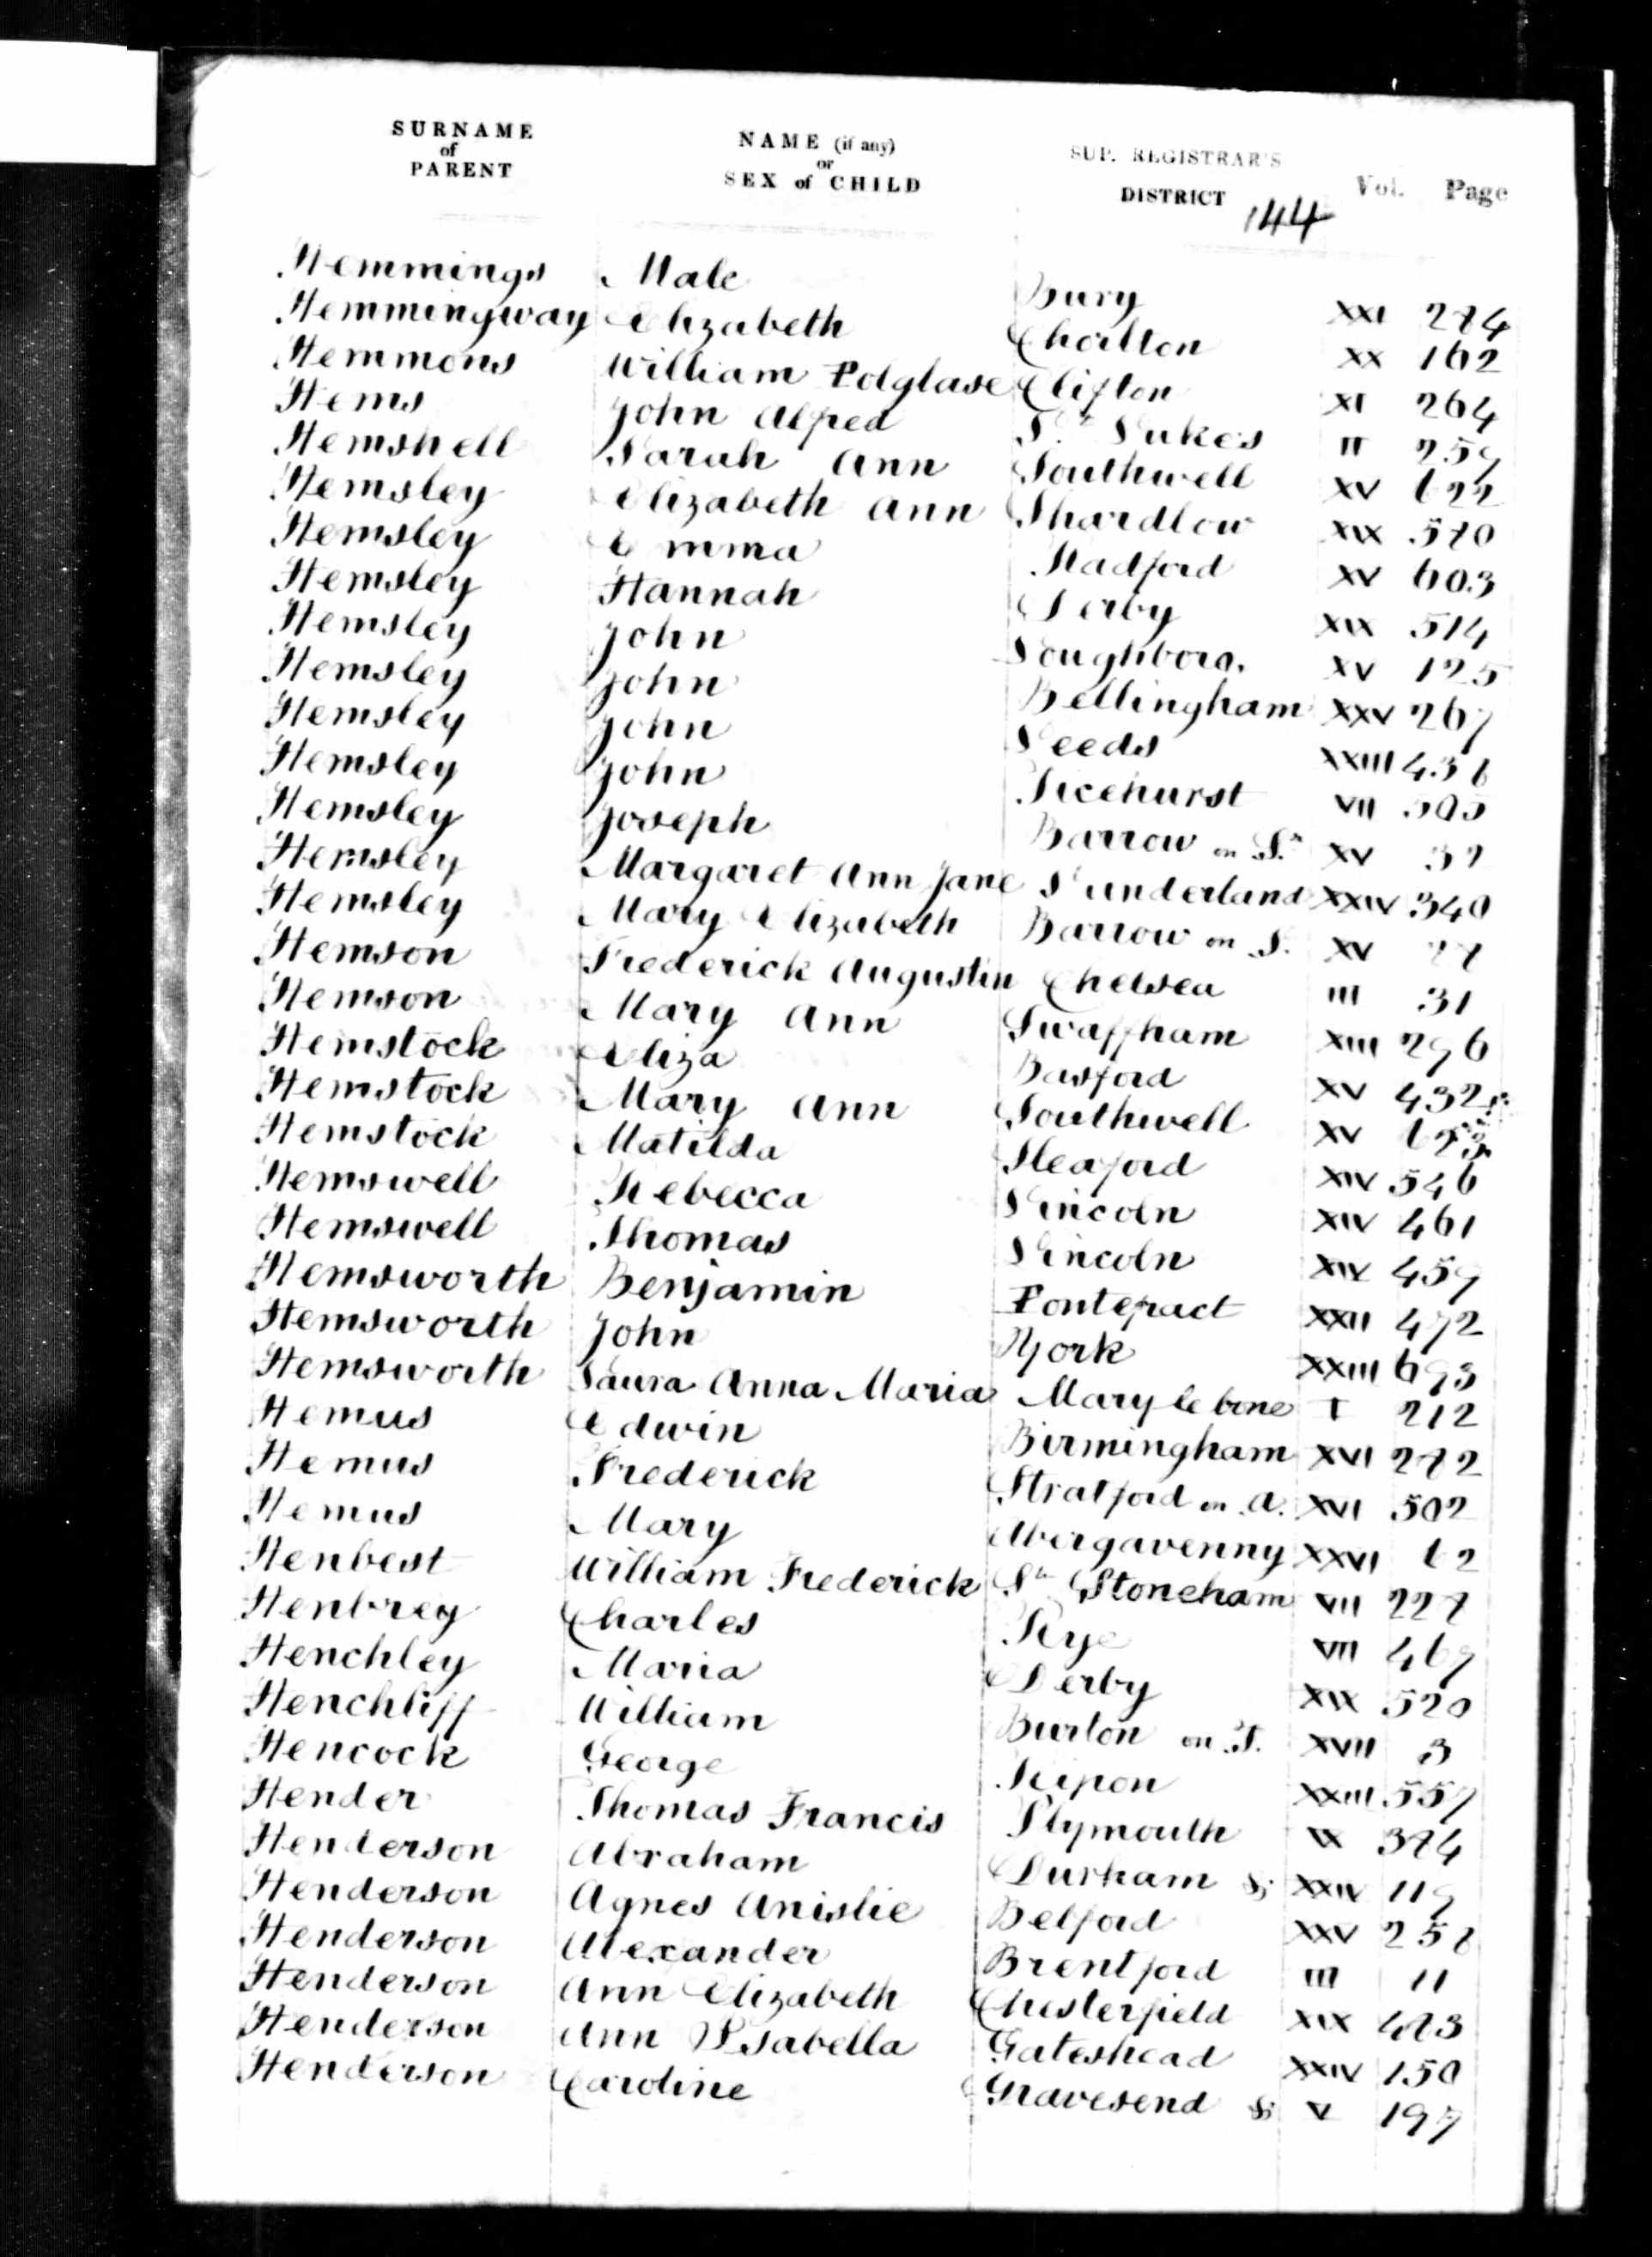 SURNAME of PARENT
NAME (if any) or SEX of CHILD
SUP. REGISTRAR'S DISTRICT
Vol. Page
144
Hemmings Male Bury XXI 274
Hemmingway Elizabeth Chorlton XX 162
Hemmons William Polglase Clifton XI 264
Hems John Alfred St Lukes II 259
Hemshell Sarah Ann Southwell XV 622
Hemsley Elizabeth Ann Shardlow XIX 570
Hemsley Emma Radford XV 603
Hemsley Hannah Derby XIX 514
Hemsley John Loughboro. XV 125
Hemsley John Bellingham XXV 267
Hemsley John Leeds XXIII 438
Hemsley John Ticehurst VII 505
Hemsley Joseph Barrow on Sr XV 37
Hemsley Margaret Ann Jane Sunderland XXIV 340
Hemsley Mary Elizabeth Barrow on S. XV
Hemson Frederick Augustin Chelsea III 31
Hemson Mary Ann Swaffham XIII 296
Hemstock Eliza Basford XV 432
Hemstock Mary Ann Southwell XV
Hemstock Matilda Sleaford XIV 546
Hemswell Rebecca Lincoln XIV 461
Hemswell Thomas Lincoln XIV 459
Hemsworth Benjamin Pontefract XXII 472
Hemsworth John York XXIII 693
Hemsworth Laura Anna Maria Mary le bone I 212
Hemus Edwin Birmingham XVI 272
Hemus Frederick Stratford on A. XVI 502
Hemus Mary Abergavenny XXVI 62
Henbest William Frederick Sh Stoneham VII 227
Henbrey Charles Rye VII 469
Henchley Maria Derby XIX 520
Henchliff William Burton on T. XVII 3
Hencock George Ripon XXIII 557
Hender Thomas Francis Plymouth IX 374
Henderson Abraham Durham & XXIV 119
Henderson Agnes Anislie Belford XXV 258
Henderson Alexander Brentford III 11
Henderson Ann Elizabeth Chesterfield XIX 473
Henderson Ann Isabella Gateshead XXIV 150
Henderson Caroline Gravesend & V 197